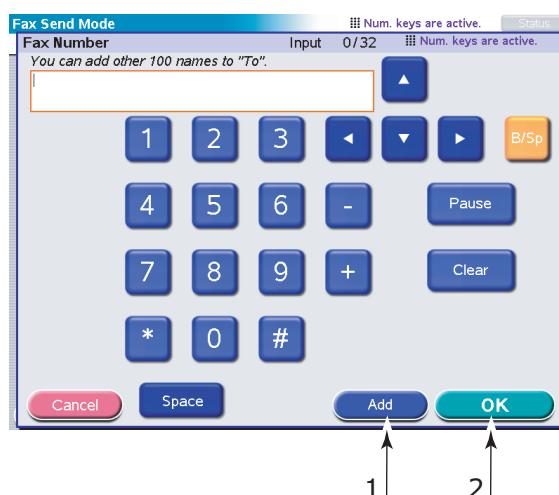 Fax Send Mode
Num. keys are active.
Status
Fax Number
Input 0/32
Num. keys are active.
You can add other 100 names to "To".
1 2 3 B/Sp
4 5 6 - Pause
7 8 9 + Clear
* 0 #
Cancel Space Add OK
1 2